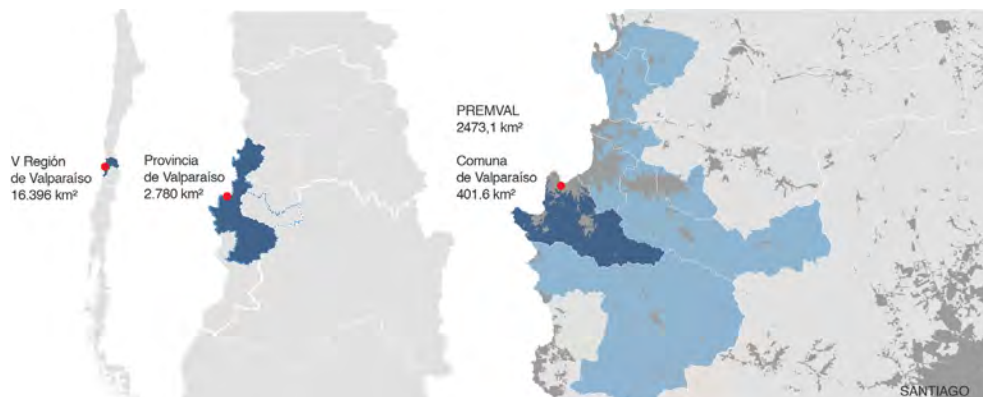 V Región
de Valparaíso
16.396 km²
Provincia
de Valparaíso
2.780 km²
PREMVAL
2473,1 km²
Comuna
de Valparaíso
401.6 km²
SANTIAGO